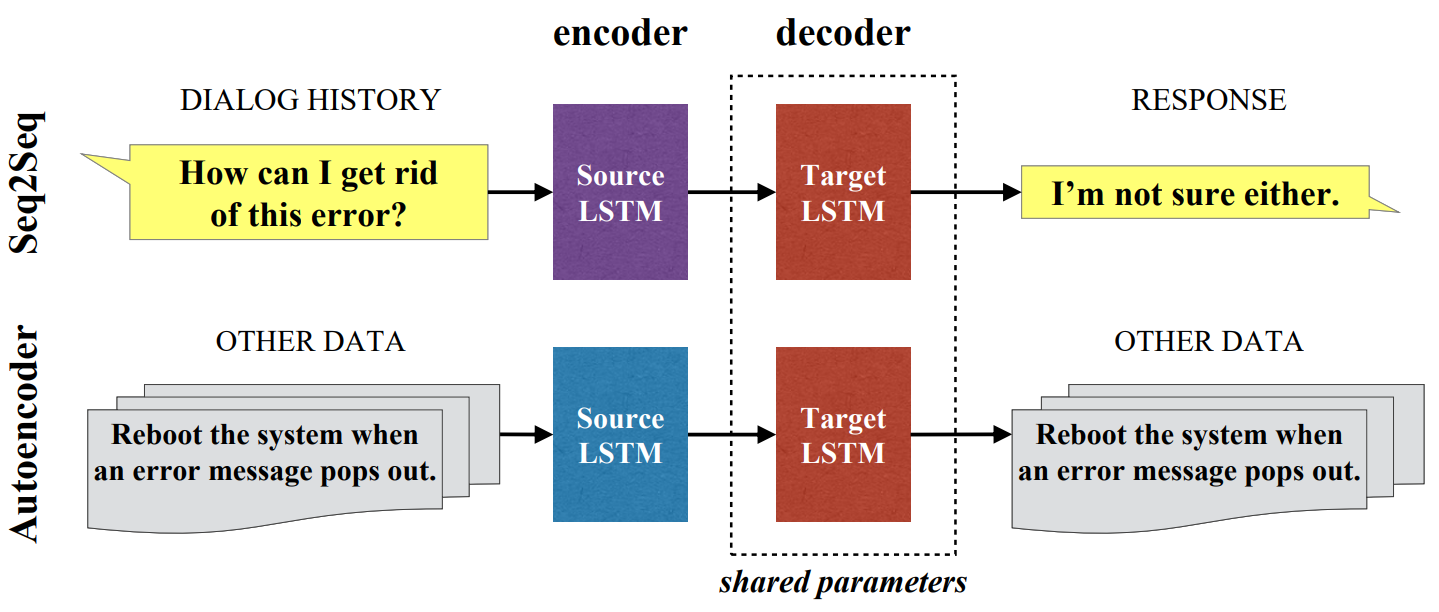 encoder
decoder
Seq2Seq
DIALOG HISTORY
How can I get rid
of this error?
Source
LSTM
Target
LSTM
RESPONSE
I'm not sure either.
Autoencoder
OTHER DATA
Reboot the system when
an error message pops out.
Source
LSTM
Target
LSTM
OTHER DATA
Reboot the system when
an error message pops out.
shared parameters